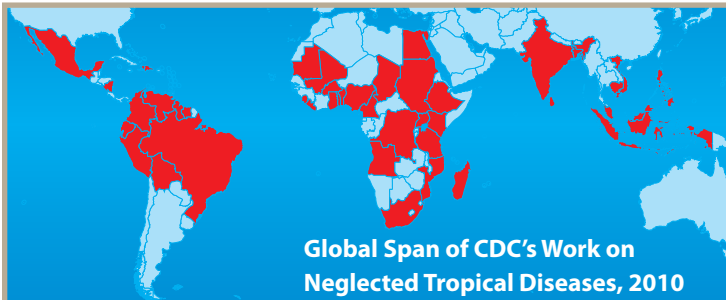 Global Span of CDC's Work on
Neglected Tropical Diseases, 2010